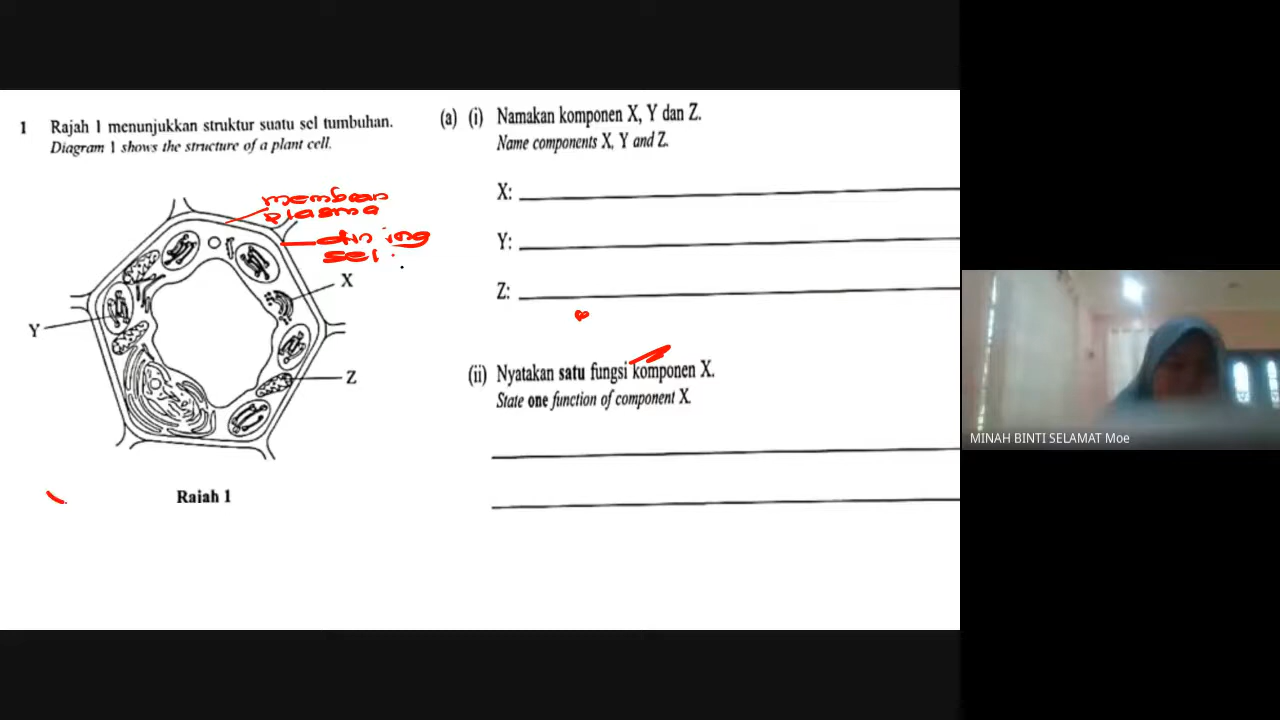 1 Rajah 1 menunjukkan struktur suatu sel tumbuhan.
Diagram 1 shows the structure of a plant cell.
membran
plasma
dinding
sel.
X
Y
Z
Rajah 1
(a) (i) Namakan komponen X, Y dan Z.
Name components X, Y and Z.
X:
Y:
Z:
(ii) Nyatakan satu fungsi komponen X.
State one function of component X.
MINAH BINTI SELAMAT Moe